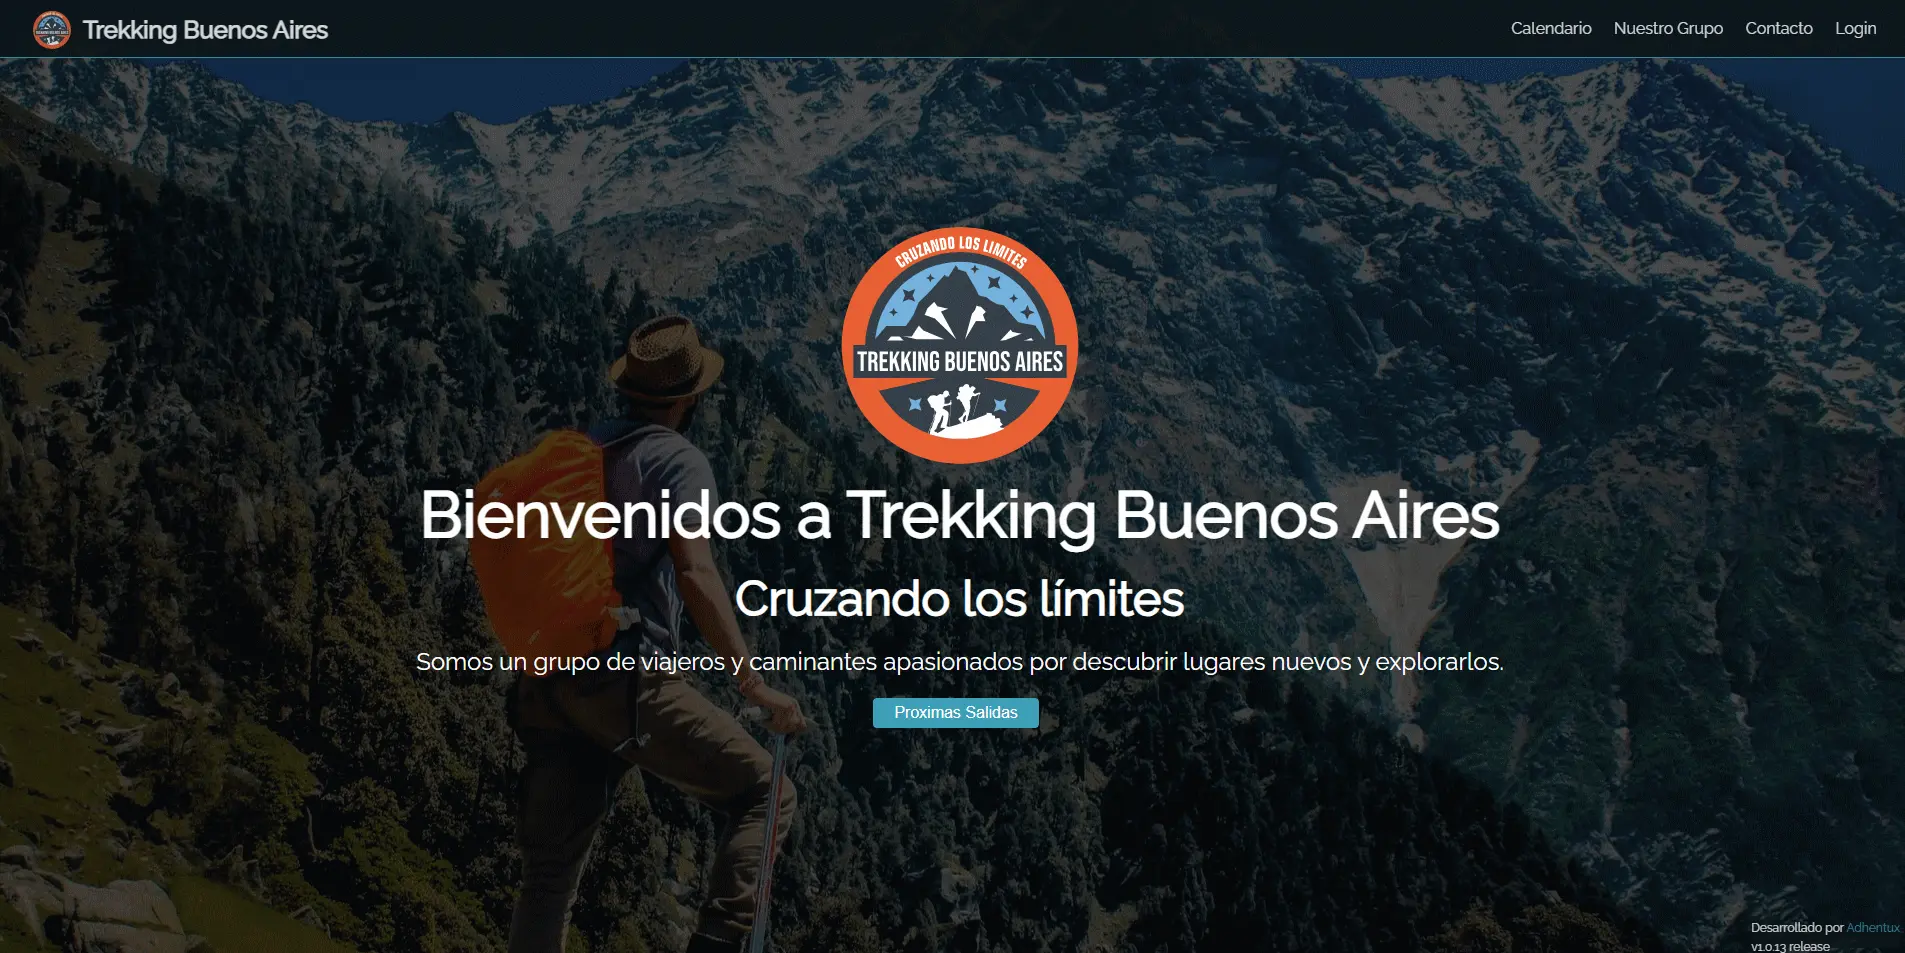 Trekking Buenos Aires
Calendario
Nuestro Grupo
Contacto
Login
CRUZANDO LOS LIMITES
TREKKING BUENOS AIRES
Bienvenidos a Trekking Buenos Aires
Cruzando los límites
Somos un grupo de viajeros y caminantes apasionados por descubrir lugares nuevos y explorarlos.
Proximas Salidas
Desarrollado por Adhentux
v1.0.13 release